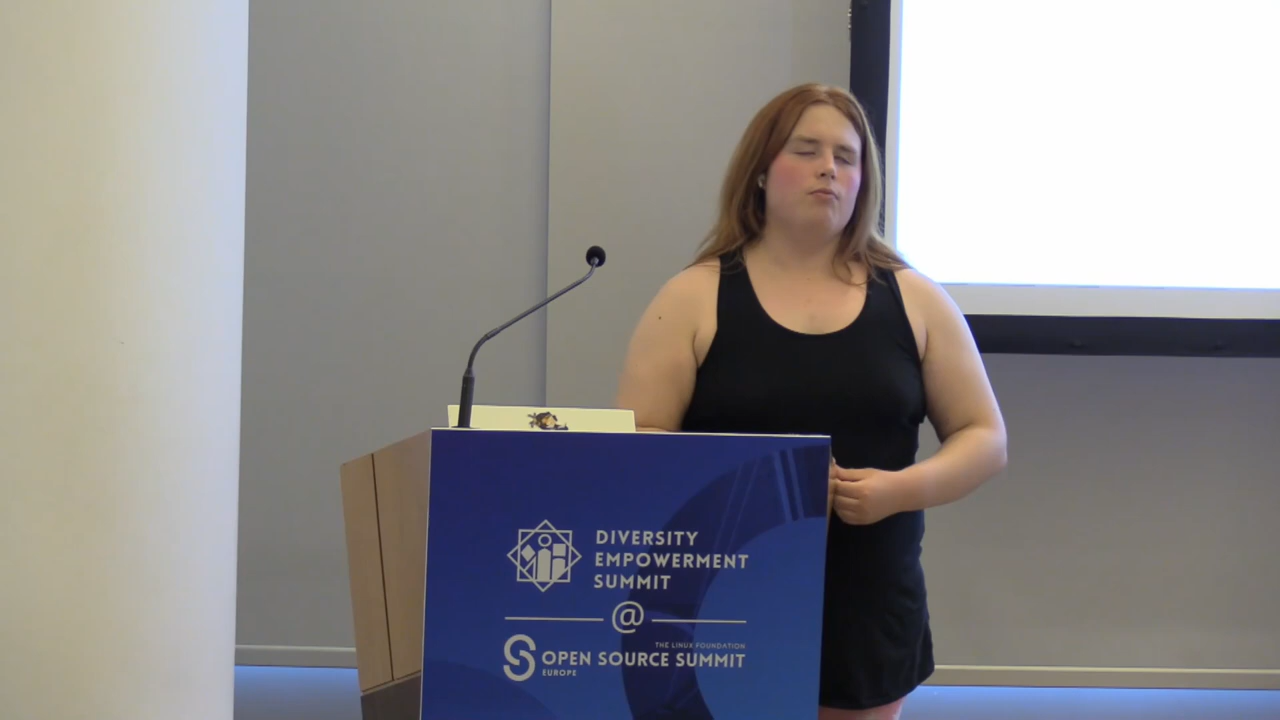 DIVERSITY
EMPOWERMENT
SUMMIT
@
THE LINUX FOUNDATION
OPEN SOURCE SUMMIT
EUROPE